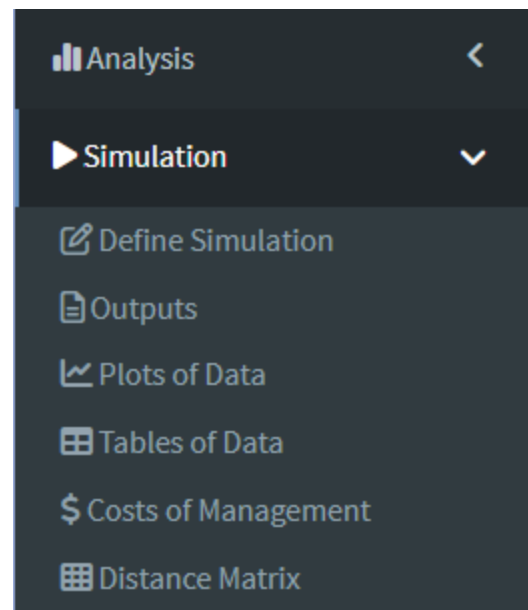 Analysis
Simulation
Define Simulation
Outputs
Plots of Data
Tables of Data
$ Costs of Management
Distance Matrix